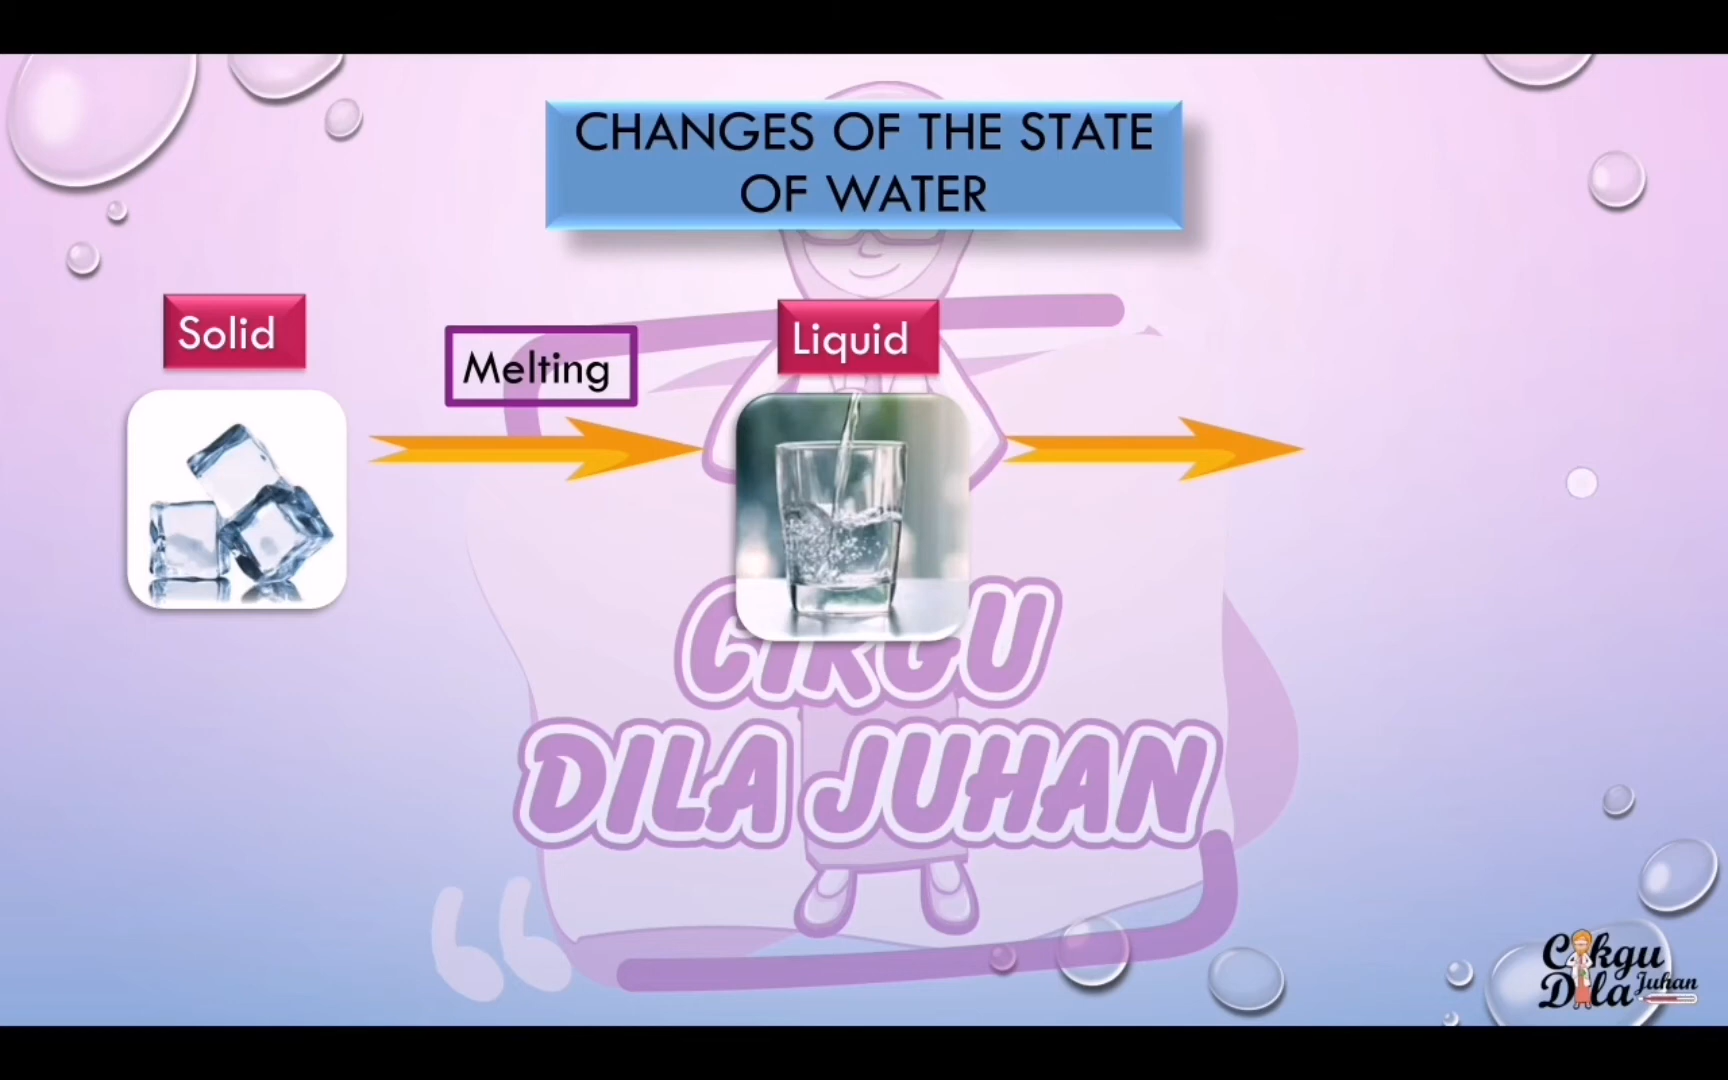 CHANGES OF THE STATE
OF WATER
Solid
Melting
Liquid
CIKGU
DILA JUHAN
Cikgu
Dila Juhan